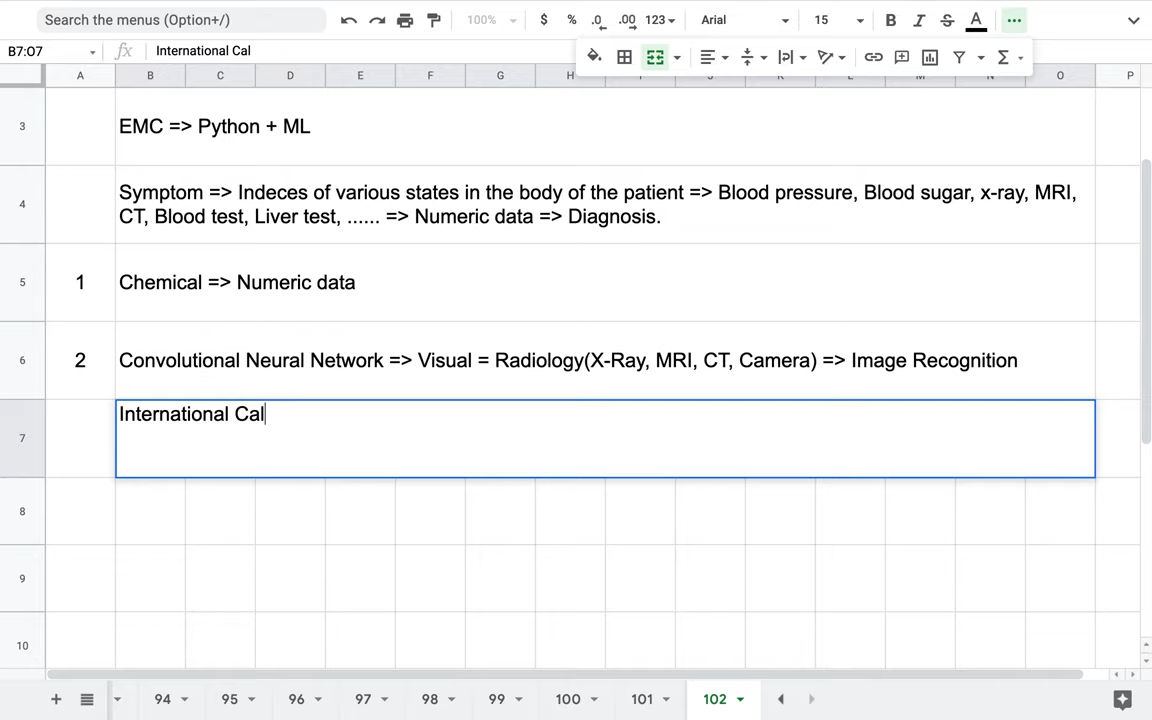 Search the menus (Option+/)
100%
$ % .0 .00 123
Arial
15
B I S A
B7:O7
fx
International Cal
A B C D E F G H O P
3
EMC => Python + ML
4
Symptom => Indeces of various states in the body of the patient => Blood pressure, Blood sugar, x-ray, MRI,
CT, Blood test, Liver test, ...... => Numeric data => Diagnosis.
5
1
Chemical => Numeric data
6
2
Convolutional Neural Network => Visual = Radiology(X-Ray, MRI, CT, Camera) => Image Recognition
7
International Cal
8
9
10
94 95 96 97 98 99 100 101 102